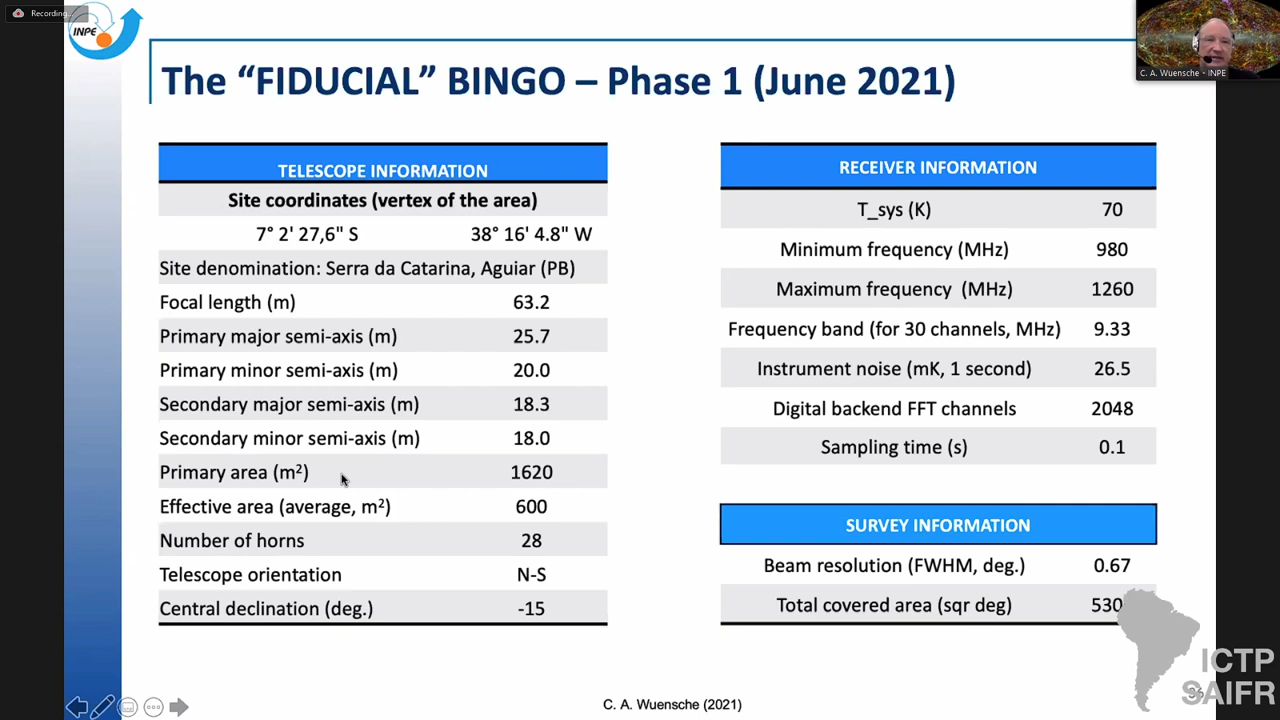 Recording...
INPE
C. A. Wuensche - INPE
The “FIDUCIAL” BINGO – Phase 1 (June 2021)
TELESCOPE INFORMATION
Site coordinates (vertex of the area)
7° 2' 27,6" S 38° 16' 4.8" W
Site denomination: Serra da Catarina, Aguiar (PB)
Focal length (m) 63.2
Primary major semi-axis (m) 25.7
Primary minor semi-axis (m) 20.0
Secondary major semi-axis (m) 18.3
Secondary minor semi-axis (m) 18.0
Primary area (m²) 1620
Effective area (average, m²) 600
Number of horns 28
Telescope orientation N-S
Central declination (deg.) -15
RECEIVER INFORMATION
T_sys (K) 70
Minimum frequency (MHz) 980
Maximum frequency (MHz) 1260
Frequency band (for 30 channels, MHz) 9.33
Instrument noise (mK, 1 second) 26.5
Digital backend FFT channels 2048
Sampling time (s) 0.1
SURVEY INFORMATION
Beam resolution (FWHM, deg.) 0.67
Total covered area (sqr deg)
C. A. Wuensche (2021)
ICTP
SAIFR